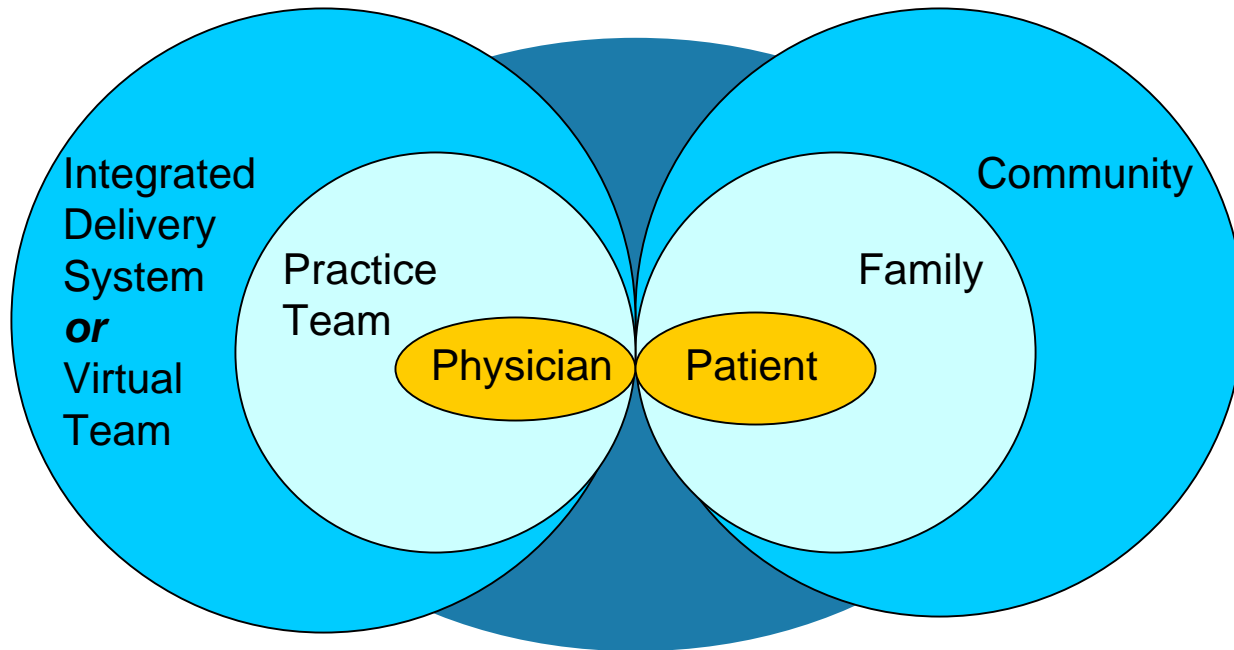 Integrated
Delivery
System
or
Virtual
Team
Practice
Team
Physician
Patient
Family
Community